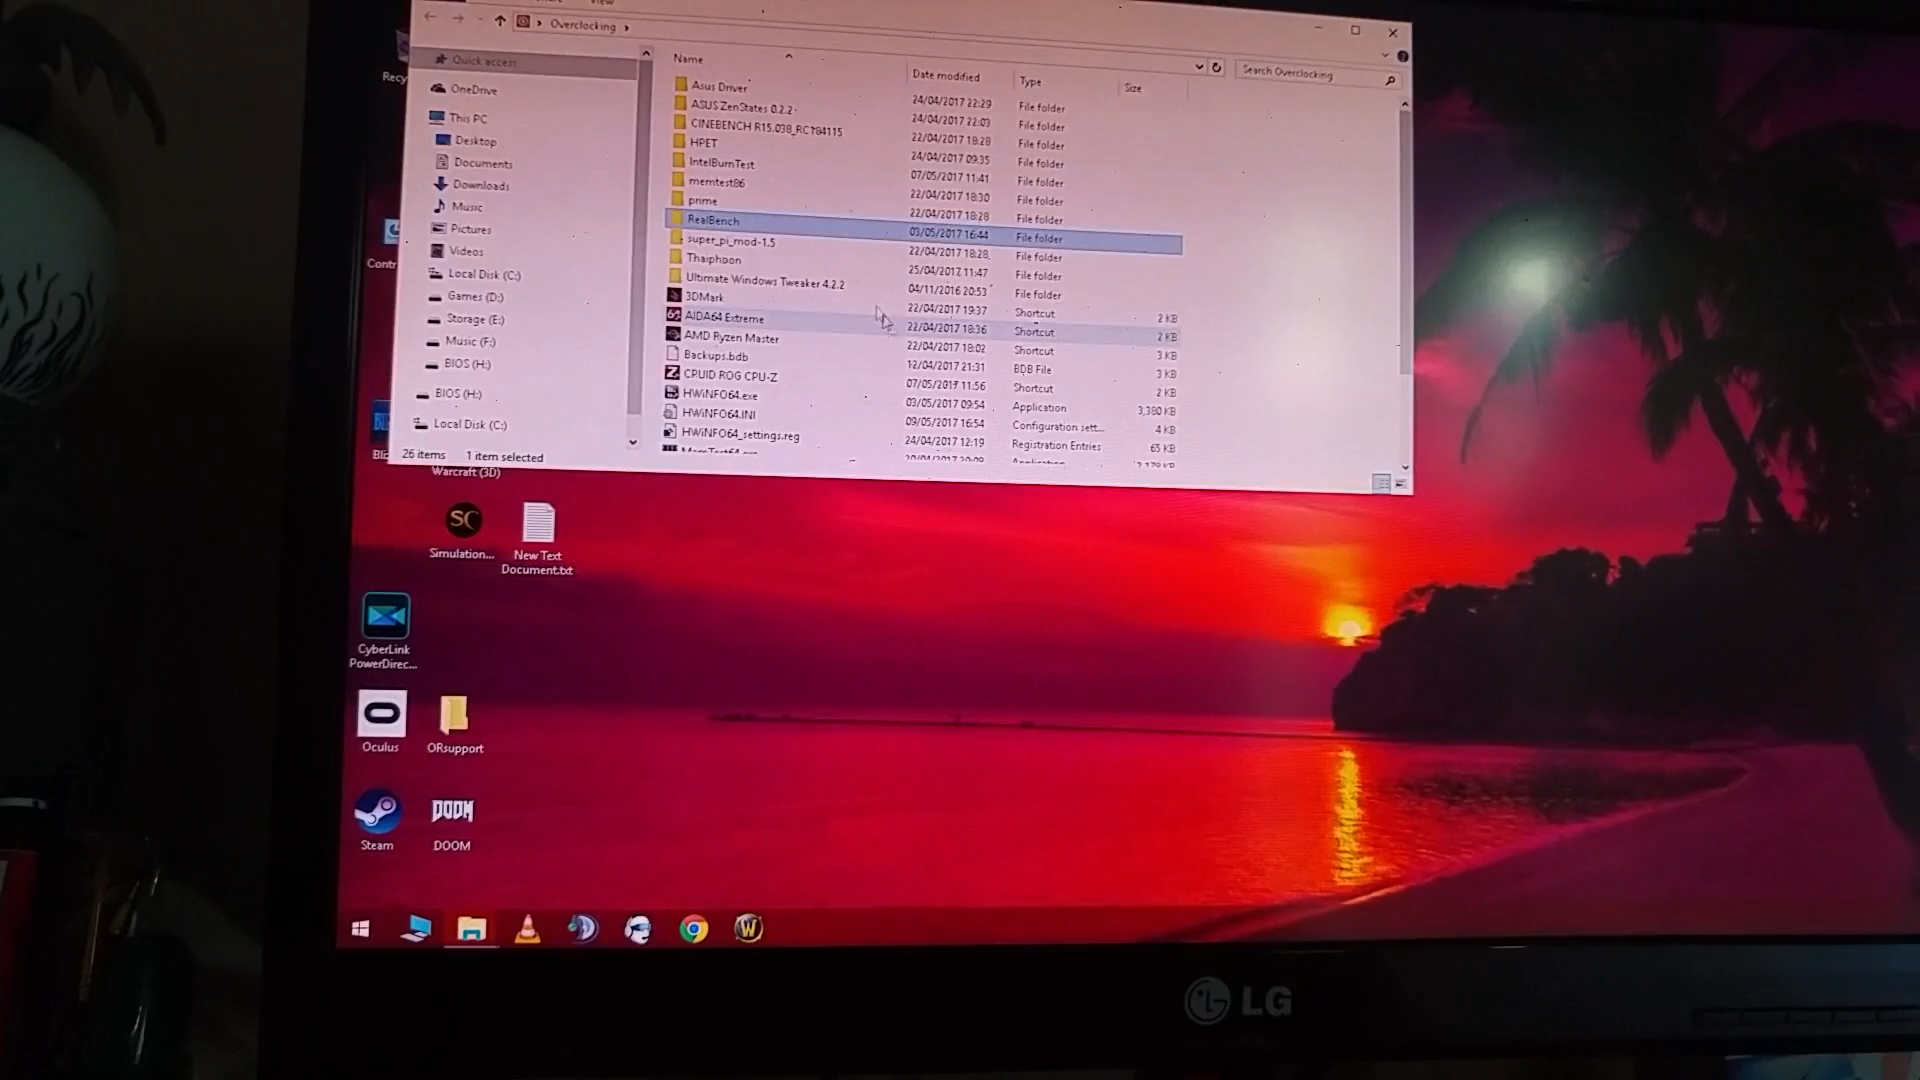 View
Overclocking
Search Overclocking
Quick access
OneDrive
This PC
Desktop
Documents
Downloads
Music
Pictures
Videos
Local Disk (C:)
Games (D:)
Storage (E:)
Music (F:)
BIOS (H:)
BIOS (H:)
Local Disk (C:)
Name Date modified Type Size
Asus Driver 24/04/2017 22:29 File folder
ASUS ZenStates 0.2.2- 24/04/2017 22:03 File folder
CINEBENCH R15.038_RC184115 22/04/2017 18:28 File folder
HPET 24/04/2017 09:35 File folder
IntelBurnTest 07/05/2017 11:41 File folder
memtest86 22/04/2017 18:30 File folder
prime 22/04/2017 18:28 File folder
RealBench 03/05/2017 16:44 File folder
super_pi_mod-1.5 22/04/2017 18:28 File folder
Thaiphoon 25/04/2017 11:47 File folder
Ultimate Windows Tweaker 4.2.2 04/11/2016 20:53 File folder
3DMark 22/04/2017 19:37 Shortcut 2 KB
AIDA64 Extreme 22/04/2017 18:36 Shortcut 2 KB
AMD Ryzen Master 22/04/2017 18:02 Shortcut 3 KB
Backups.bdb 12/04/2017 21:31 BDB File 3 KB
CPUID ROG CPU-Z 07/05/2017 11:56 Shortcut 2 KB
HWiNFO64.exe 03/05/2017 09:54 Application 3,380 KB
HWiNFO64.INI 09/05/2017 16:54 Configuration sett... 4 KB
HWiNFO64_settings.reg 24/04/2017 12:19 Registration Entries 65 KB
MemTest64.exe Application
26 items 1 item selected
Recy
Contr
Bliz
Warcraft (3D)
SC
Simulation...
New Text
Document.txt
CyberLink
PowerDirec...
Oculus
ORsupport
DOOM
Steam
DOOM
W
LG